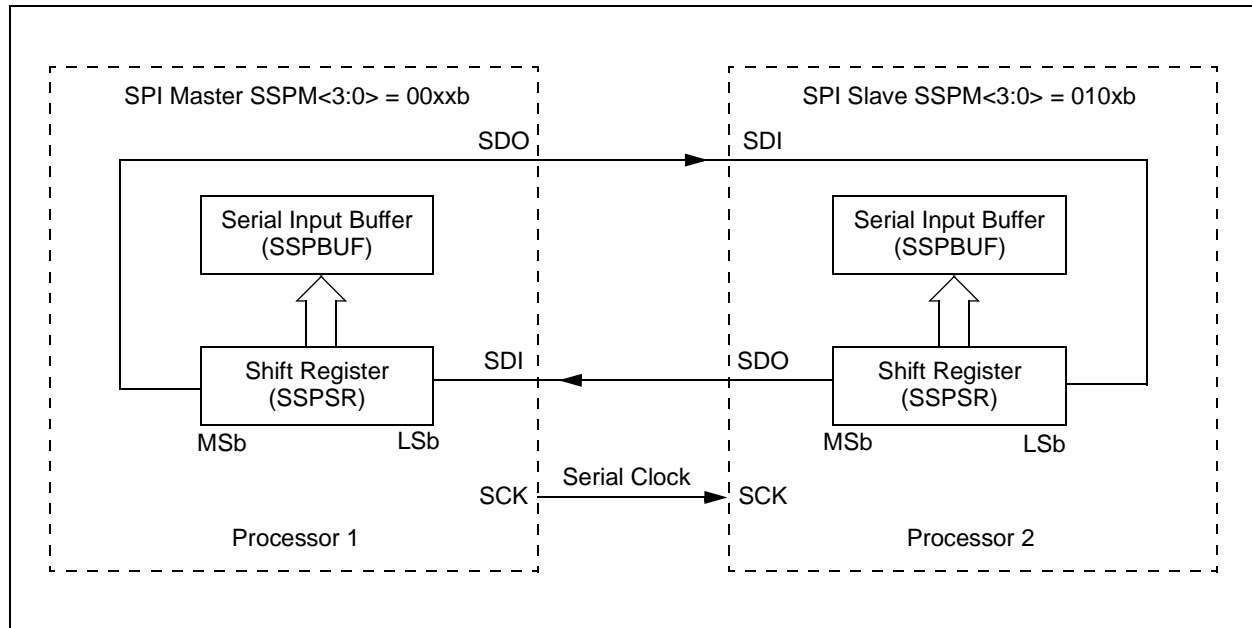 SPI Master SSPM<3:0> = 00xxb
SDO
Serial Input Buffer
(SSPBUF)
Shift Register
(SSPSR)
MSb
LSb
SDI
SCK
Processor 1
Serial Clock
SPI Slave SSPM<3:0> = 010xb
SDI
Serial Input Buffer
(SSPBUF)
SDO
Shift Register
(SSPSR)
MSb
LSb
SCK
Processor 2